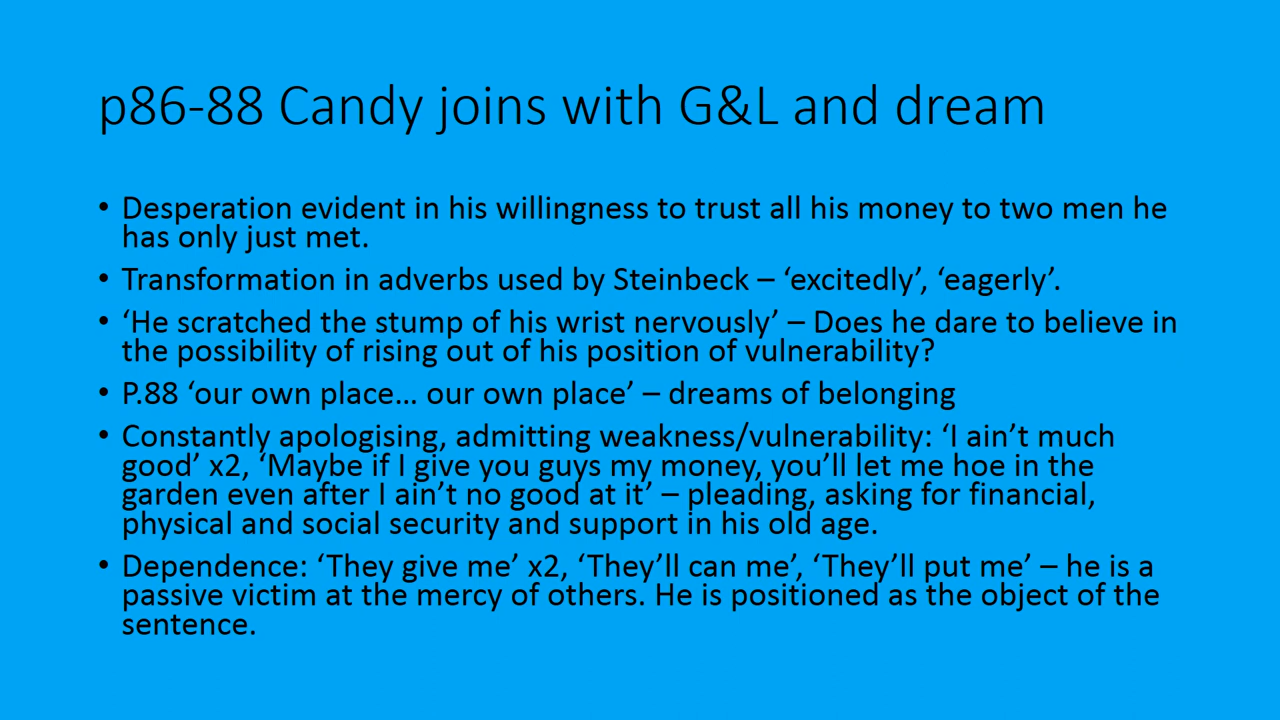 p86-88 Candy joins with G&L and dream
• Desperation evident in his willingness to trust all his money to two men he
has only just met.
• Transformation in adverbs used by Steinbeck – ‘excitedly’, ‘eagerly’.
• ‘He scratched the stump of his wrist nervously’ – Does he dare to believe in
the possibility of rising out of his position of vulnerability?
• P.88 ‘our own place… our own place’ – dreams of belonging
• Constantly apologising, admitting weakness/vulnerability: ‘I ain’t much
good’ x2, ‘Maybe if I give you guys my money, you’ll let me hoe in the
garden even after I ain’t no good at it’ – pleading, asking for financial,
physical and social security and support in his old age.
• Dependence: ‘They give me’ x2, ‘They’ll can me’, ‘They’ll put me’ – he is a
passive victim at the mercy of others. He is positioned as the object of the
sentence.